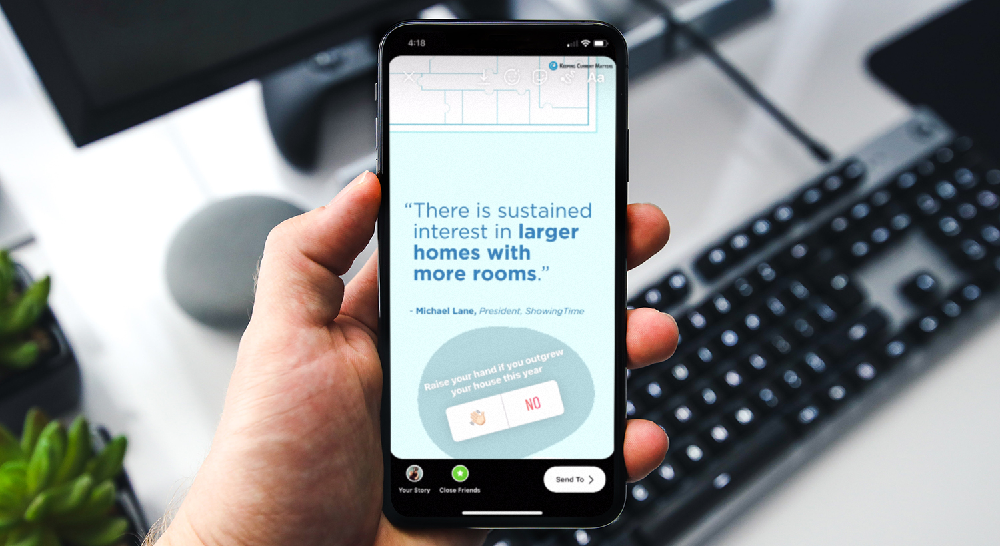 4:18
KEEPING CURRENT MATTERS
Aa
“There is sustained
interest in larger
homes with
more rooms.”
- Michael Lane, President, ShowingTime
Raise your hand if you outgrew
your house this year
NO
Your Story
Close Friends
Send To